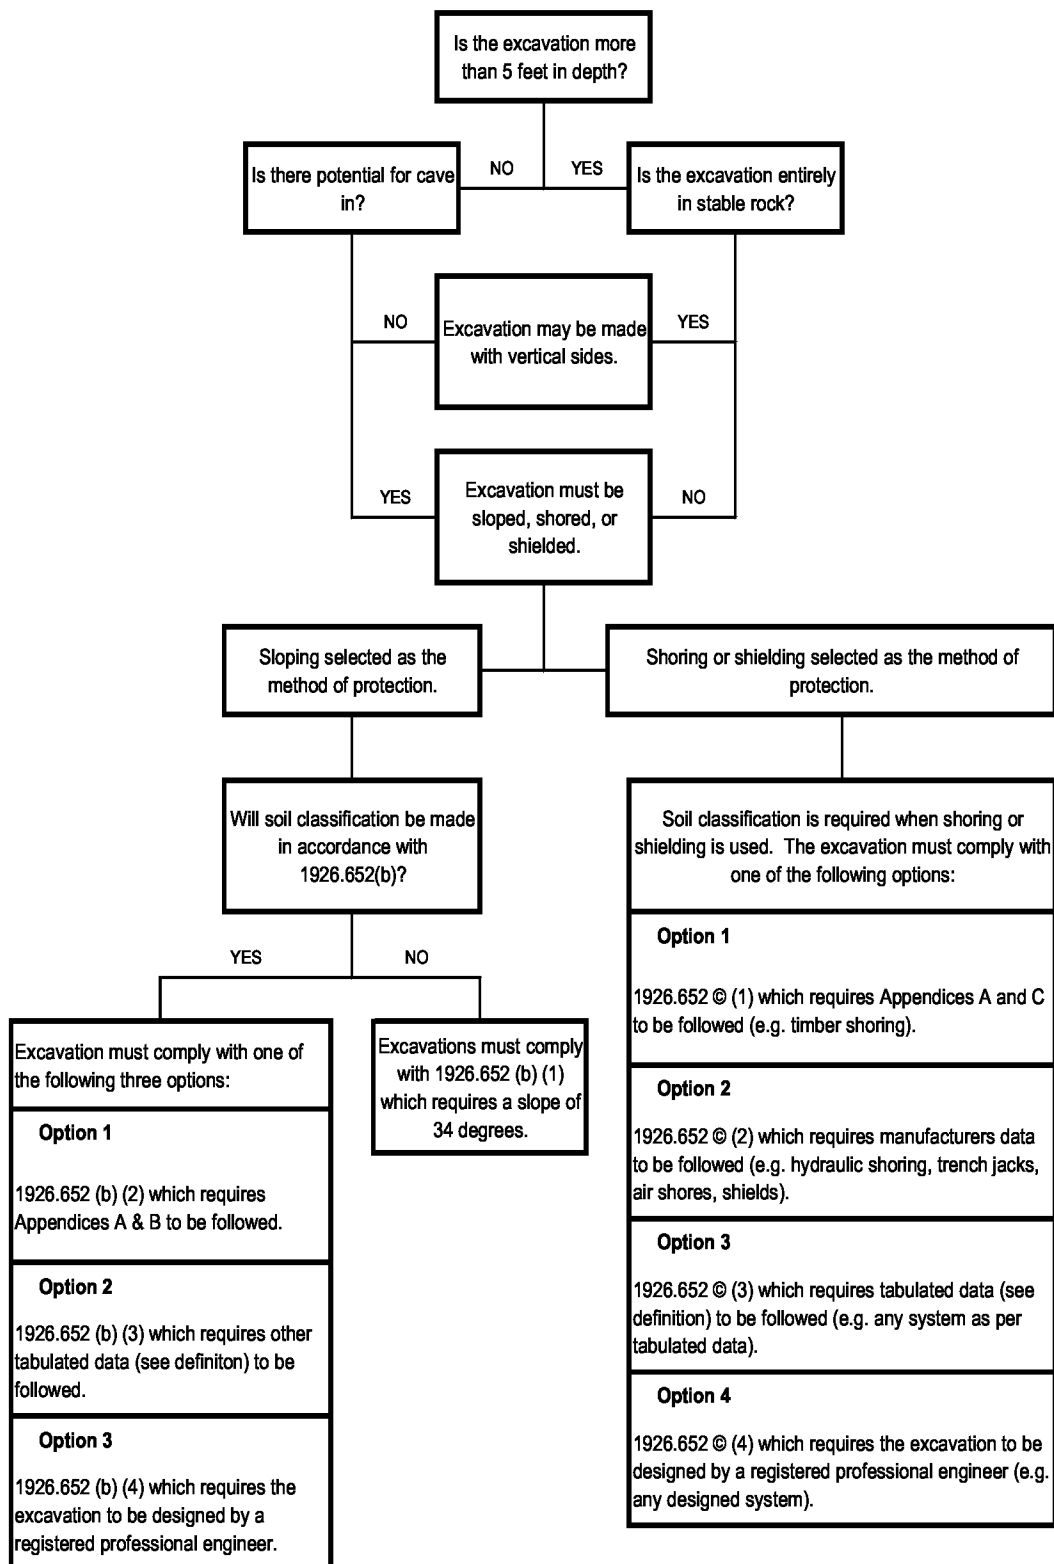 Is the excavation more
than 5 feet in depth?
NO
YES
Is there potential for cave
in?
Is the excavation entirely
in stable rock?
NO
YES
Excavation may be made
with vertical sides.
YES
NO
Excavation must be
sloped, shored, or
shielded.
Sloping selected as the
method of protection.
Shoring or shielding selected as the method of
protection.
Will soil classification be made
in accordance with
1926.652(b)?
YES
NO
Excavation must comply with one of
the following three options:
Option 1
1926.652 (b) (2) which requires
Appendices A & B to be followed.
Option 2
1926.652 (b) (3) which requires other
tabulated data (see definiton) to be
followed.
Option 3
1926.652 (b) (4) which requires the
excavation to be designed by a
registered professional engineer.
Excavations must comply
with 1926.652 (b) (1)
which requires a slope of
34 degrees.
Soil classification is required when shoring or
shielding is used. The excavation must comply with
one of the following options:
Option 1
1926.652 © (1) which requires Appendices A and C
to be followed (e.g. timber shoring).
Option 2
1926.652 © (2) which requires manufacturers data
to be followed (e.g. hydraulic shoring, trench jacks,
air shores, shields).
Option 3
1926.652 © (3) which requires tabulated data (see
definition) to be followed (e.g. any system as per
tabulated data).
Option 4
1926.652 © (4) which requires the excavation to be
designed by a registered professional engineer (e.g.
any designed system).